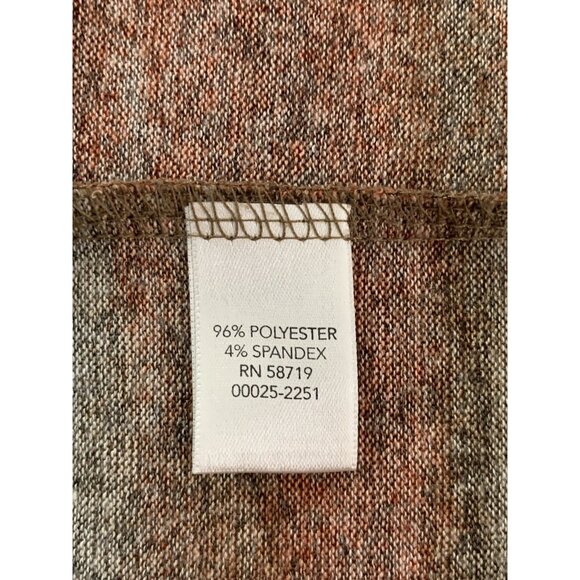 96% POLYESTER
4% SPANDEX
RN 58719
00025-2251